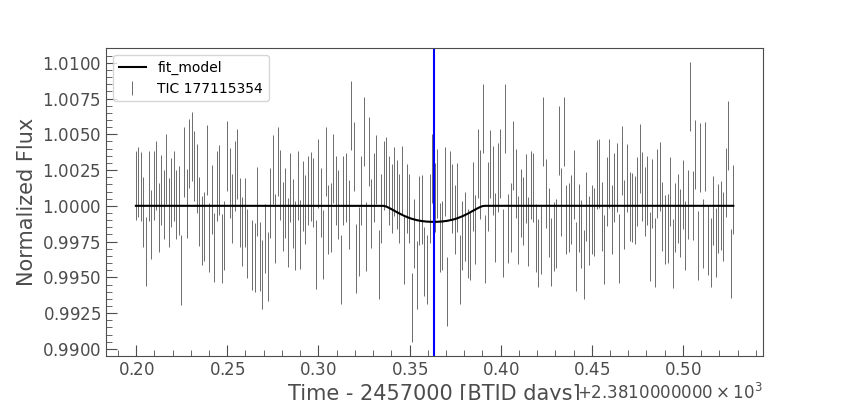 fit_model
TIC 177115354
1.0100
1.0075
1.0050
1.0025
1.0000
0.9975
0.9950
0.9925
0.9900
Normalized Flux
0.20 0.25 0.30 0.35 0.40 0.45 0.50
Time - 2457000 [BTJD days]
+2.3810000000 × 10³